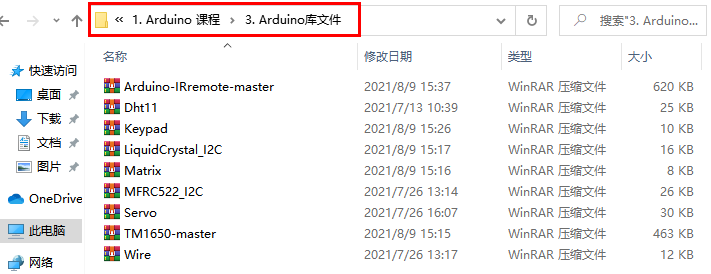 « 1. Arduino 课程 › 3. Arduino库文件
搜索"3. Arduino...
名称 修改日期 类型 大小
快速访问
桌面
下载
文档
图片
OneDrive
此电脑
网络
Arduino-IRremote-master 2021/8/9 15:37 WinRAR 压缩文件 620 KB
Dht11 2021/7/13 10:39 WinRAR 压缩文件 25 KB
Keypad 2021/8/9 15:26 WinRAR 压缩文件 10 KB
LiquidCrystal_I2C 2021/8/9 15:17 WinRAR 压缩文件 16 KB
Matrix 2021/8/9 15:16 WinRAR 压缩文件 8 KB
MFRC522_I2C 2021/7/26 13:14 WinRAR 压缩文件 26 KB
Servo 2021/7/26 16:07 WinRAR 压缩文件 30 KB
TM1650-master 2021/8/9 15:15 WinRAR 压缩文件 463 KB
Wire 2021/7/26 13:17 WinRAR 压缩文件 12 KB